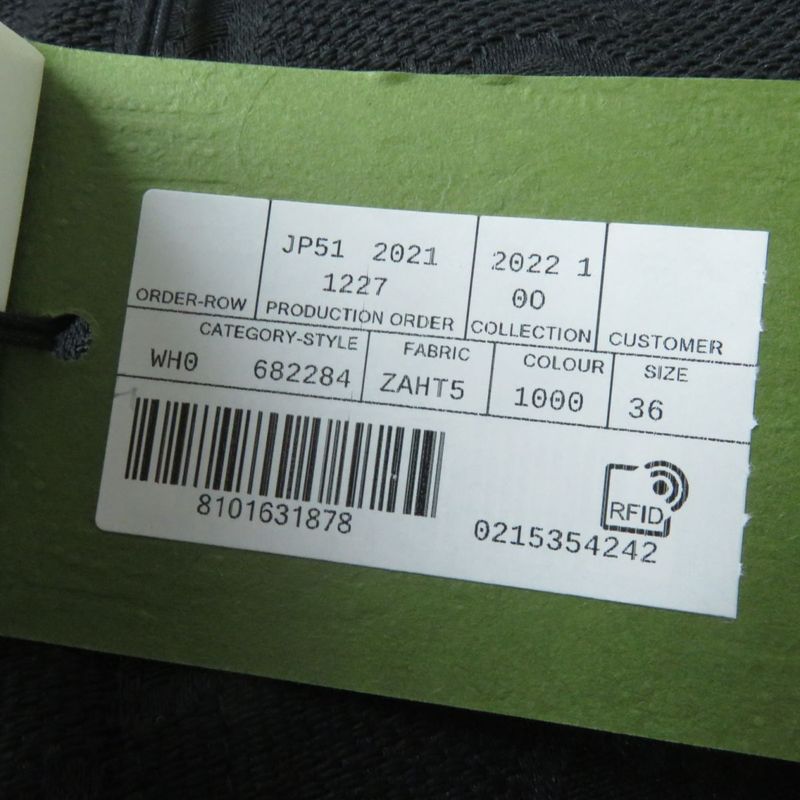 JP51 2021 2022 1
1227 00
ORDER-ROW PRODUCTION ORDER COLLECTION CUSTOMER
CATEGORY-STYLE FABRIC COLOUR SIZE
WH0 682284 ZAHT5 1000 36
8101631878
RFID
0215354242